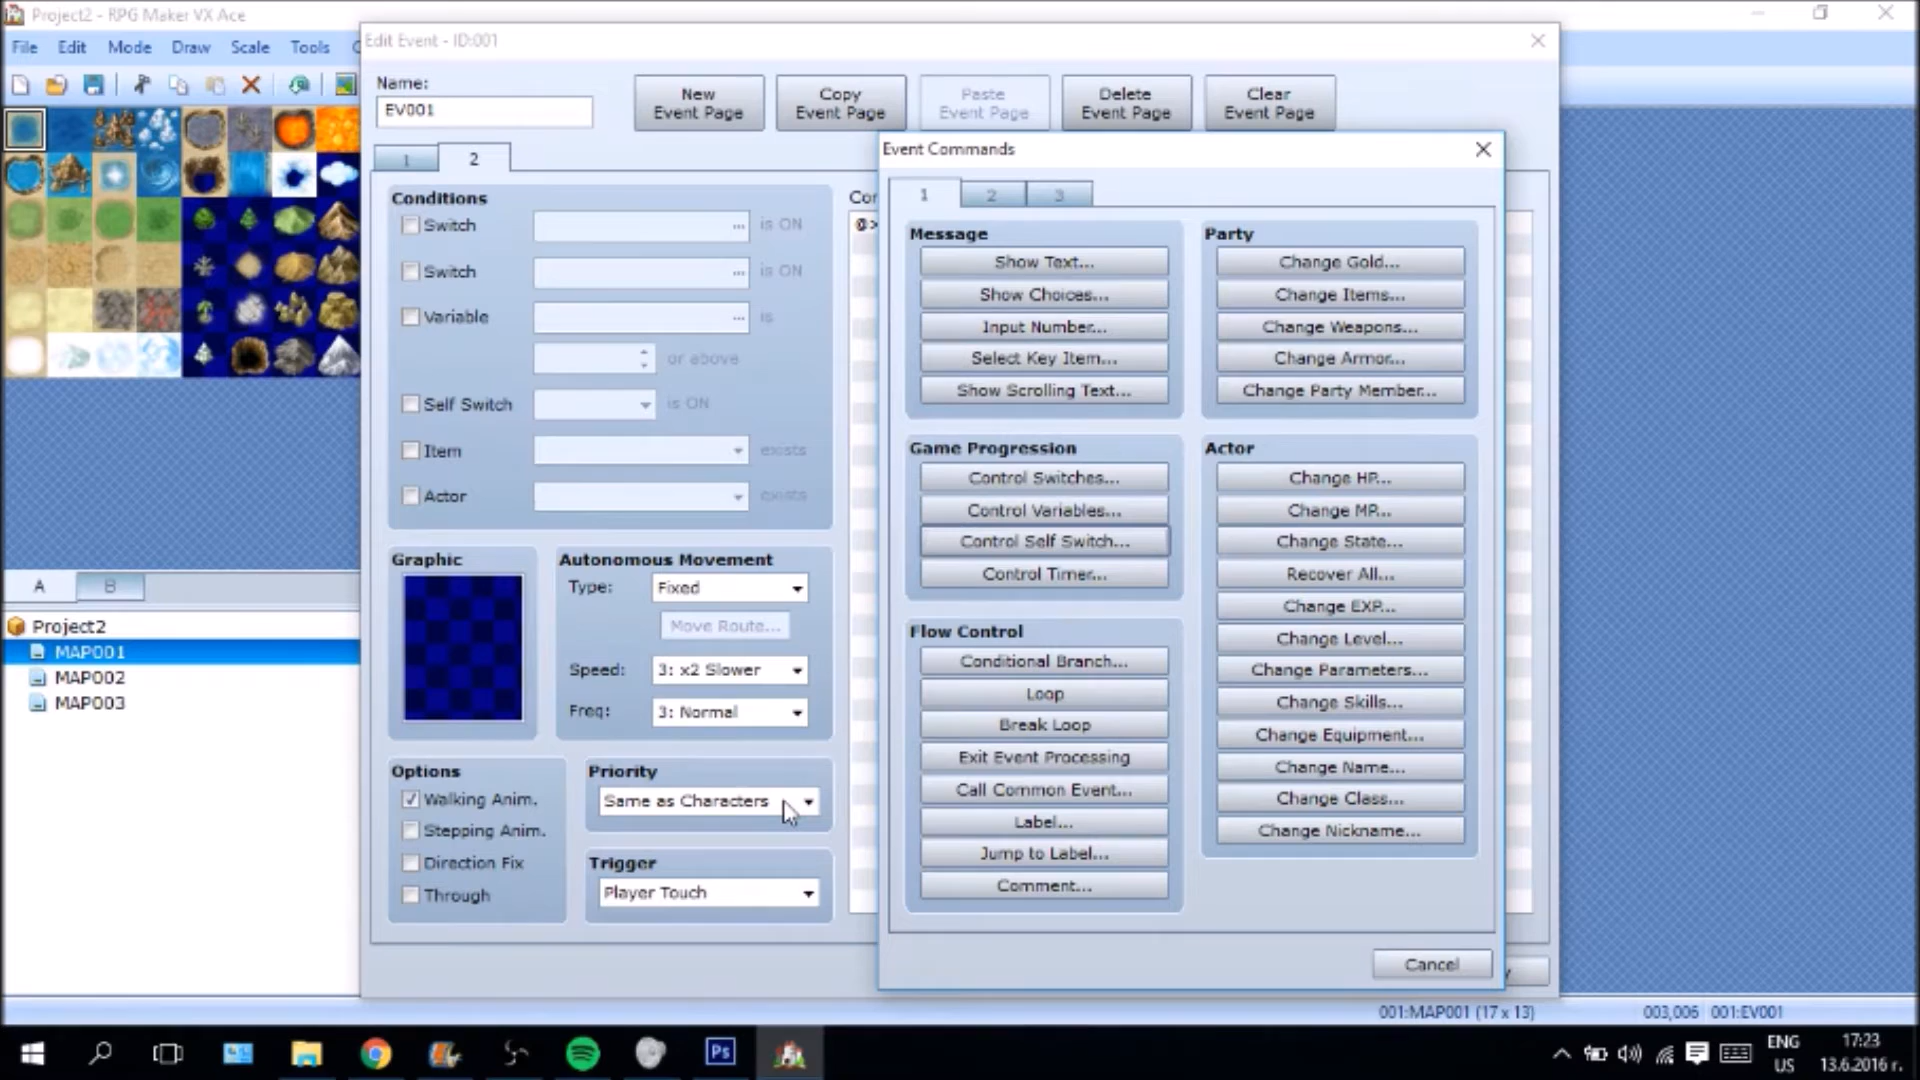 Project2 - RPG Maker VX Ace
File Edit Mode Draw Scale Tools
Edit Event - ID:001
Name:
EV001
New Event Page
Copy Event Page
Paste Event Page
Delete Event Page
Clear Event Page
1 2
Conditions
Switch ... is ON
Switch ... is ON
Variable ... is
or above
Self Switch is ON
Item exists
Actor exists
Graphic
Autonomous Movement
Type: Fixed
Move Route...
Speed: 3: x2 Slower
Freq: 3: Normal
Options
Walking Anim.
Stepping Anim.
Direction Fix
Through
Priority
Same as Characters
Trigger
Player Touch
@>
Event Commands
1 2 3
Message
Show Text...
Show Choices...
Input Number...
Select Key Item...
Show Scrolling Text...
Game Progression
Control Switches...
Control Variables...
Control Self Switch...
Control Timer...
Flow Control
Conditional Branch...
Loop
Break Loop
Exit Event Processing
Call Common Event...
Label...
Jump to Label...
Comment...
Party
Change Gold...
Change Items...
Change Weapons...
Change Armor...
Change Party Member...
Actor
Change HP...
Change MP...
Change State...
Recover All...
Change EXP...
Change Level...
Change Parameters...
Change Skills...
Change Equipment...
Change Name...
Change Class...
Change Nickname...
Cancel
A B
Project2
MAP001
MAP002
MAP003
001:MAP001 (17 x 13) 003,006 001:EV001
Ps
ENG
US
17:23
13.6.2016 г.